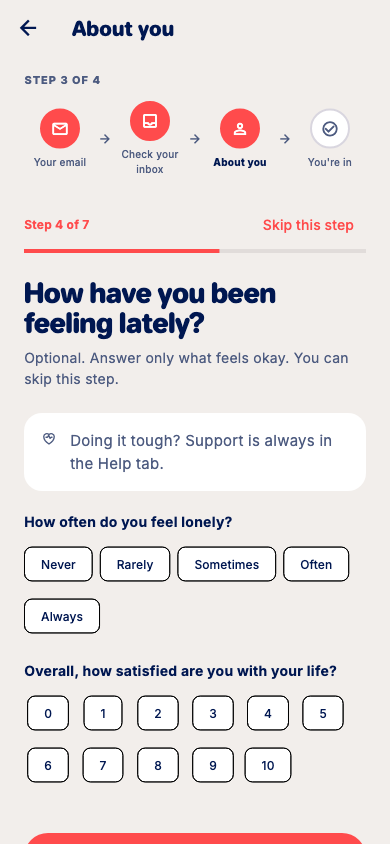 About you
STEP 3 OF 4
Your email
Check your
inbox
About you
You're in
Step 4 of 7
Skip this step
How have you been
feeling lately?
Optional. Answer only what feels okay. You can
skip this step.
Doing it tough? Support is always in
the Help tab.
How often do you feel lonely?
Never Rarely Sometimes Often
Always
Overall, how satisfied are you with your life?
0 1 2 3 4 5
6 7 8 9 10